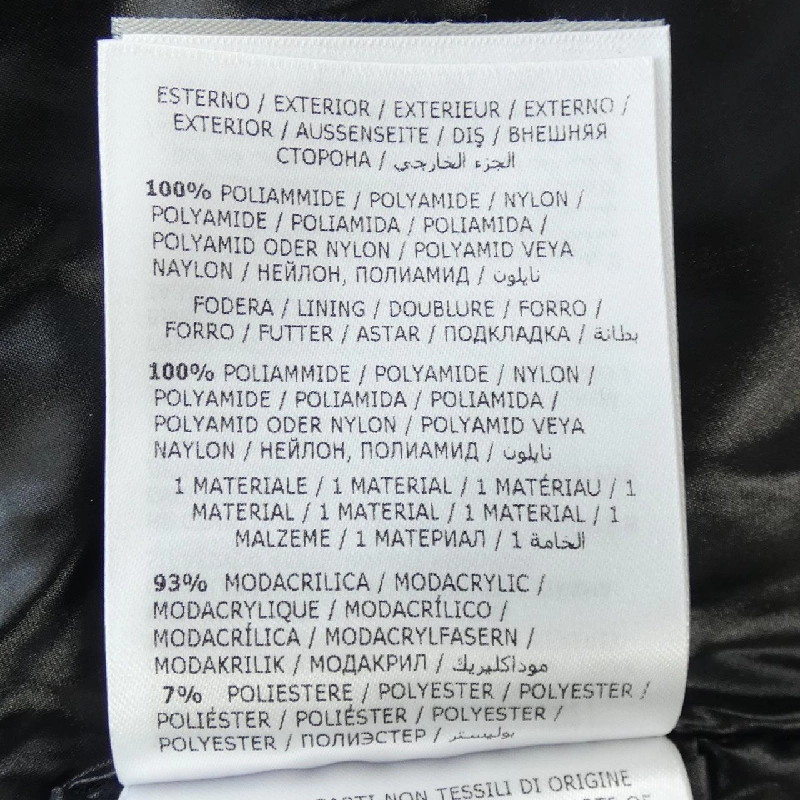 ESTERNO / EXTERIOR / EXTERIEUR / EXTERNO /
EXTERIOR / AUSSENSEITE / DIŞ / ВНЕШНЯЯ
СТОРОНА / الجزء الخارجي
100% POLIAMMIDE / POLYAMIDE / NYLON /
POLYAMIDE / POLIAMIDA / POLIAMIDA /
POLYAMID ODER NYLON / POLYAMID VEYA
NAYLON / НЕЙЛОН, ПОЛИАМИД / نايلون
FODERA / LINING / DOUBLURE / FORRO /
FORRO / FUTTER / ASTAR / ПОДКЛАДКА / بطانة
100% POLIAMMIDE / POLYAMIDE / NYLON /
POLYAMIDE / POLIAMIDA / POLIAMIDA /
POLYAMID ODER NYLON / POLYAMID VEYA
NAYLON / НЕЙЛОН, ПОЛИАМИД / نايلون
1 MATERIALE / 1 MATERIAL / 1 MATÉRIAU / 1
MATERIAL / 1 MATERIAL / 1 MATERIAL / 1
MALZEME / 1 МАТЕРИАЛ / 1 الخامة
93% MODACRILICA / MODACRYLIC /
MODACRYLIQUE / MODACRÍLICO /
MODACRÍLICA / MODACRYLFASERN /
MODAKRILIK / МОДАКРИЛ / موداكليريك
7% POLIESTERE / POLYESTER / POLYESTER /
POLIÉSTER / POLIÉSTER / POLYESTER /
POLYESTER / ПОЛИЭСТЕР / بوليستر
PARTI NON TESSILI DI ORIGINE